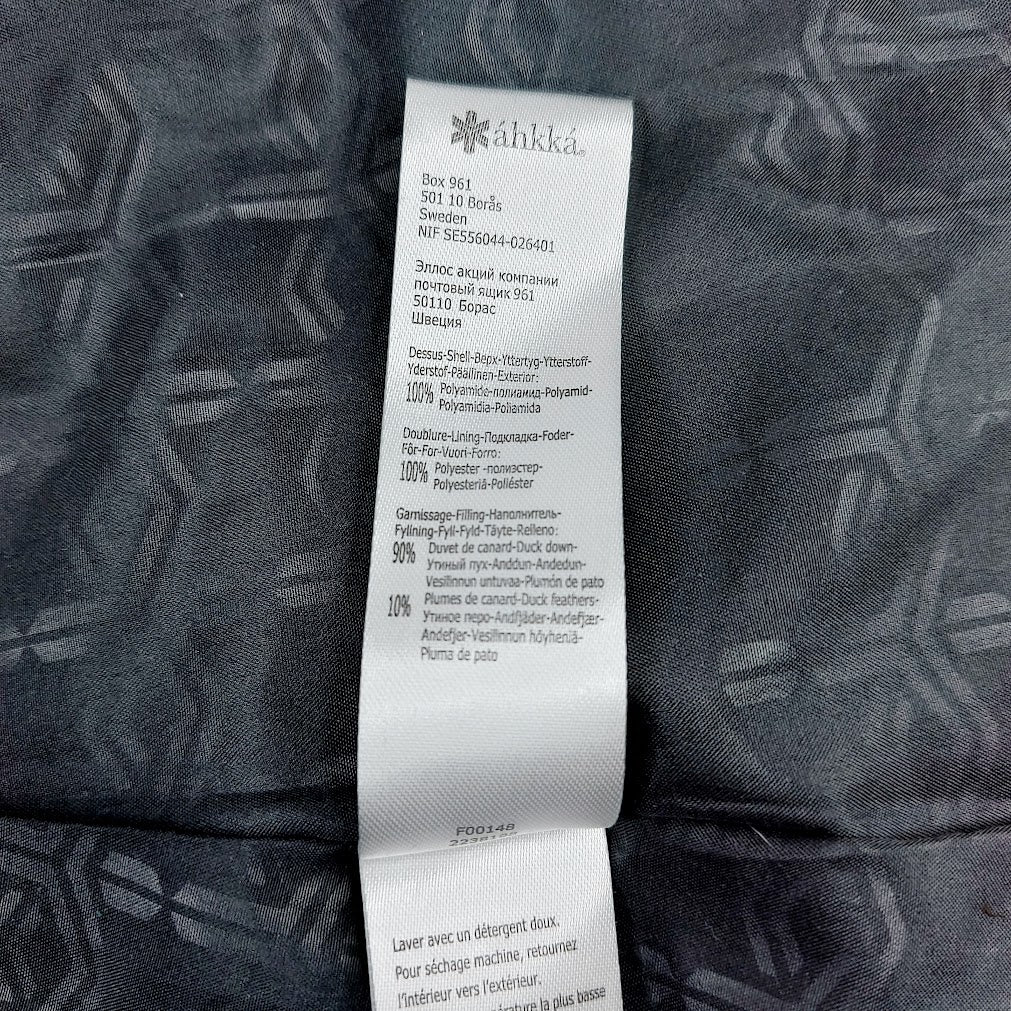 áhkká®
Box 961
501 10 Borås
Sweden
NIF SE556044-026401
Эллос акций компании
почтовый ящик 961
50110 Борас
Швеция
Dessus-Shell-Верх-Yttertyg-Ytterstoff-
Yderstof-Päällinen-Exterior:
100% Polyamide-полиамид-Polyamid-
Polyamidia-Poliamida
Doublure-Lining-Подкладка-Foder-
Fôr-For-Vuori-Forro:
100% Polyester -полиэстер-
Polyesteriä-Poliéster
Garnissage-Filling-Наполнитель-
Fyllning-Fyll-Fyld-Täyte-Relleno:
90% Duvet de canard-Duck down-
Утиный пух-Anddun-Andedun-
Vesilinnun untuvaa-Plumón de pato
10% Plumes de canard-Duck feathers-
Утиное перо-Andfjäder-Andefjær-
Andefjer-Vesilinnun höyheniä-
Pluma de pato
F00148
Laver avec un détergent doux.
Pour séchage machine, retournez
l'intérieur vers l'extérieur.
la plus basse